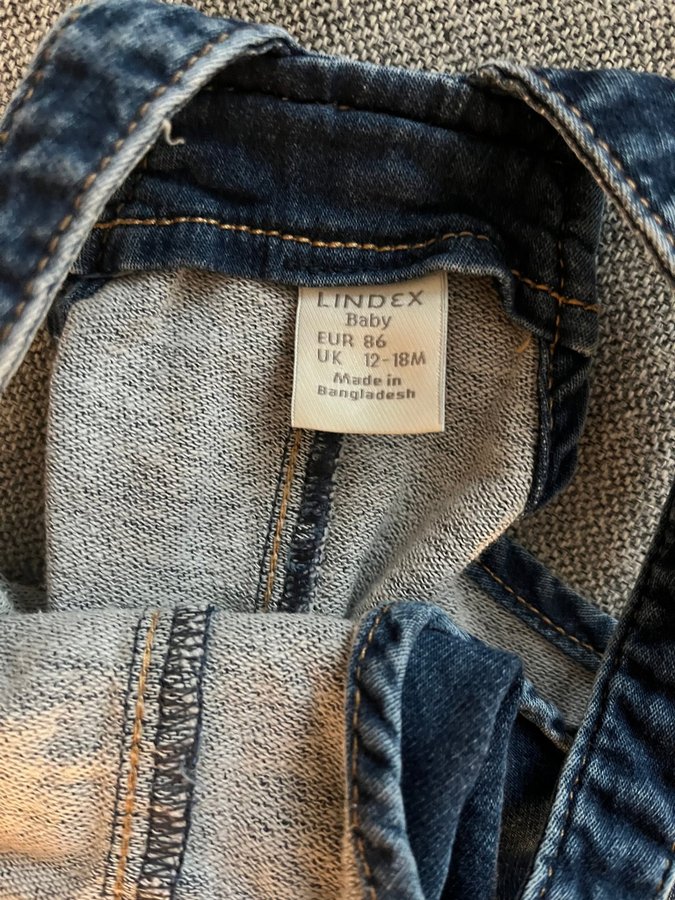 LINDEX
Baby
EUR 86
UK 12-18M
Made in
Bangladesh